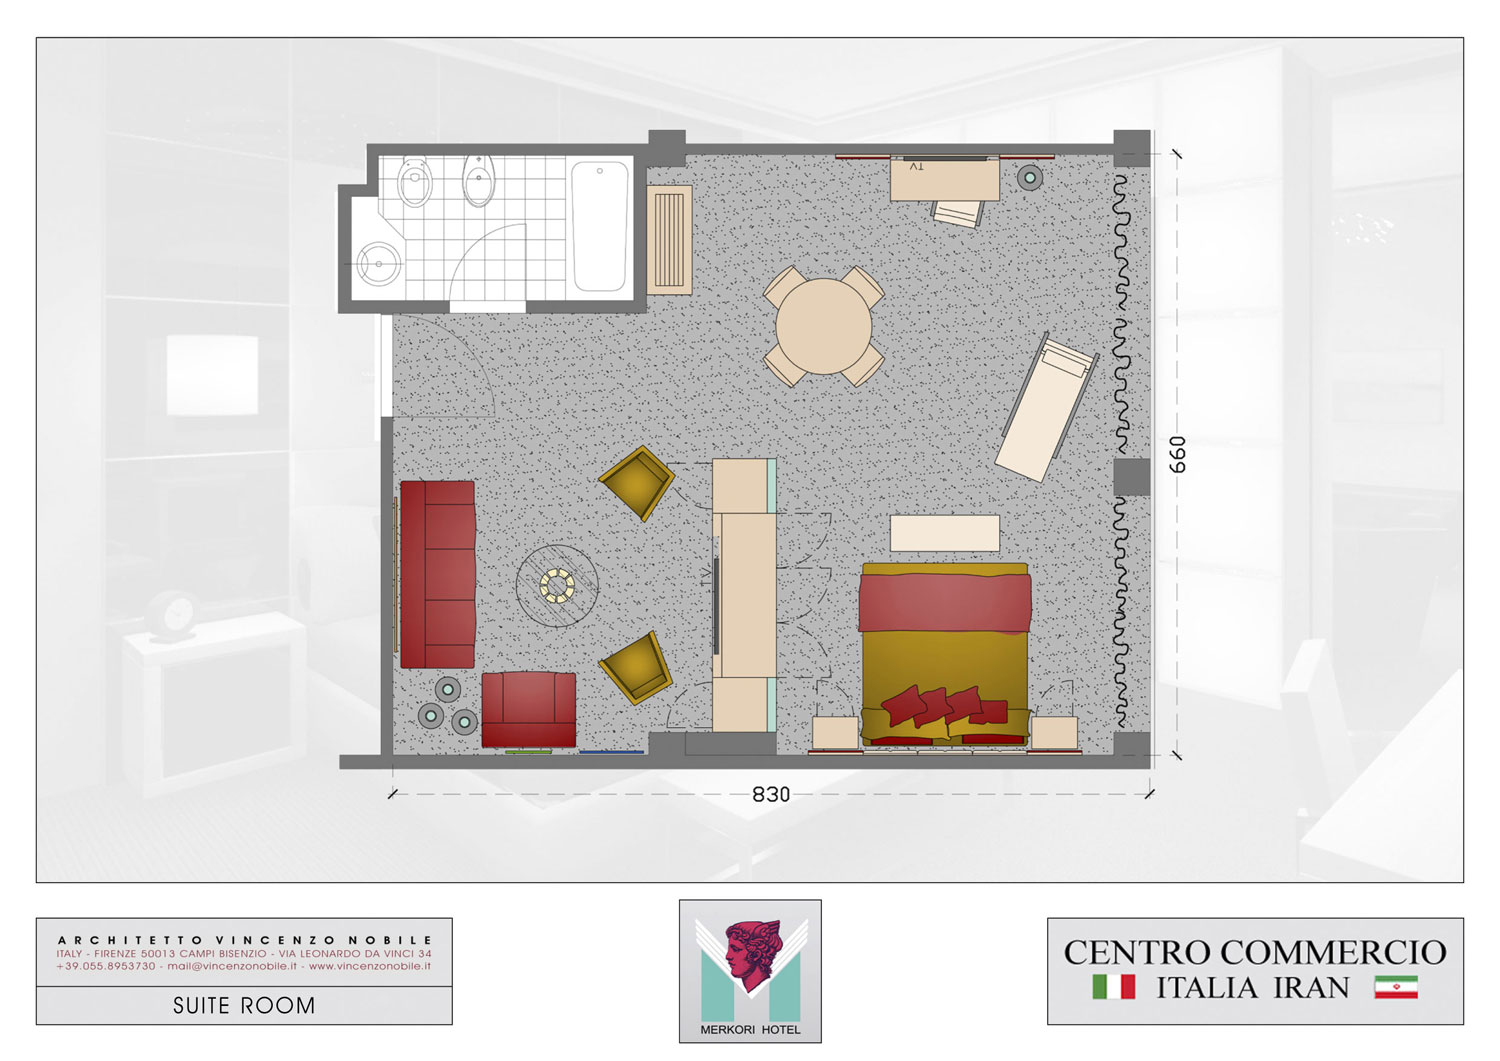 TV
660
TV
830
ARCHITETTO VINCENZO NOBILE
ITALY - FIRENZE 50013 CAMPI BISENZIO - VIA LEONARDO DA VINCI 34
+39.055.8953730 - mail@vincenzonobile.it - www.vincenzonobile.it
SUITE ROOM
MERKORI HOTEL
CENTRO COMMERCIO
ITALIA IRAN